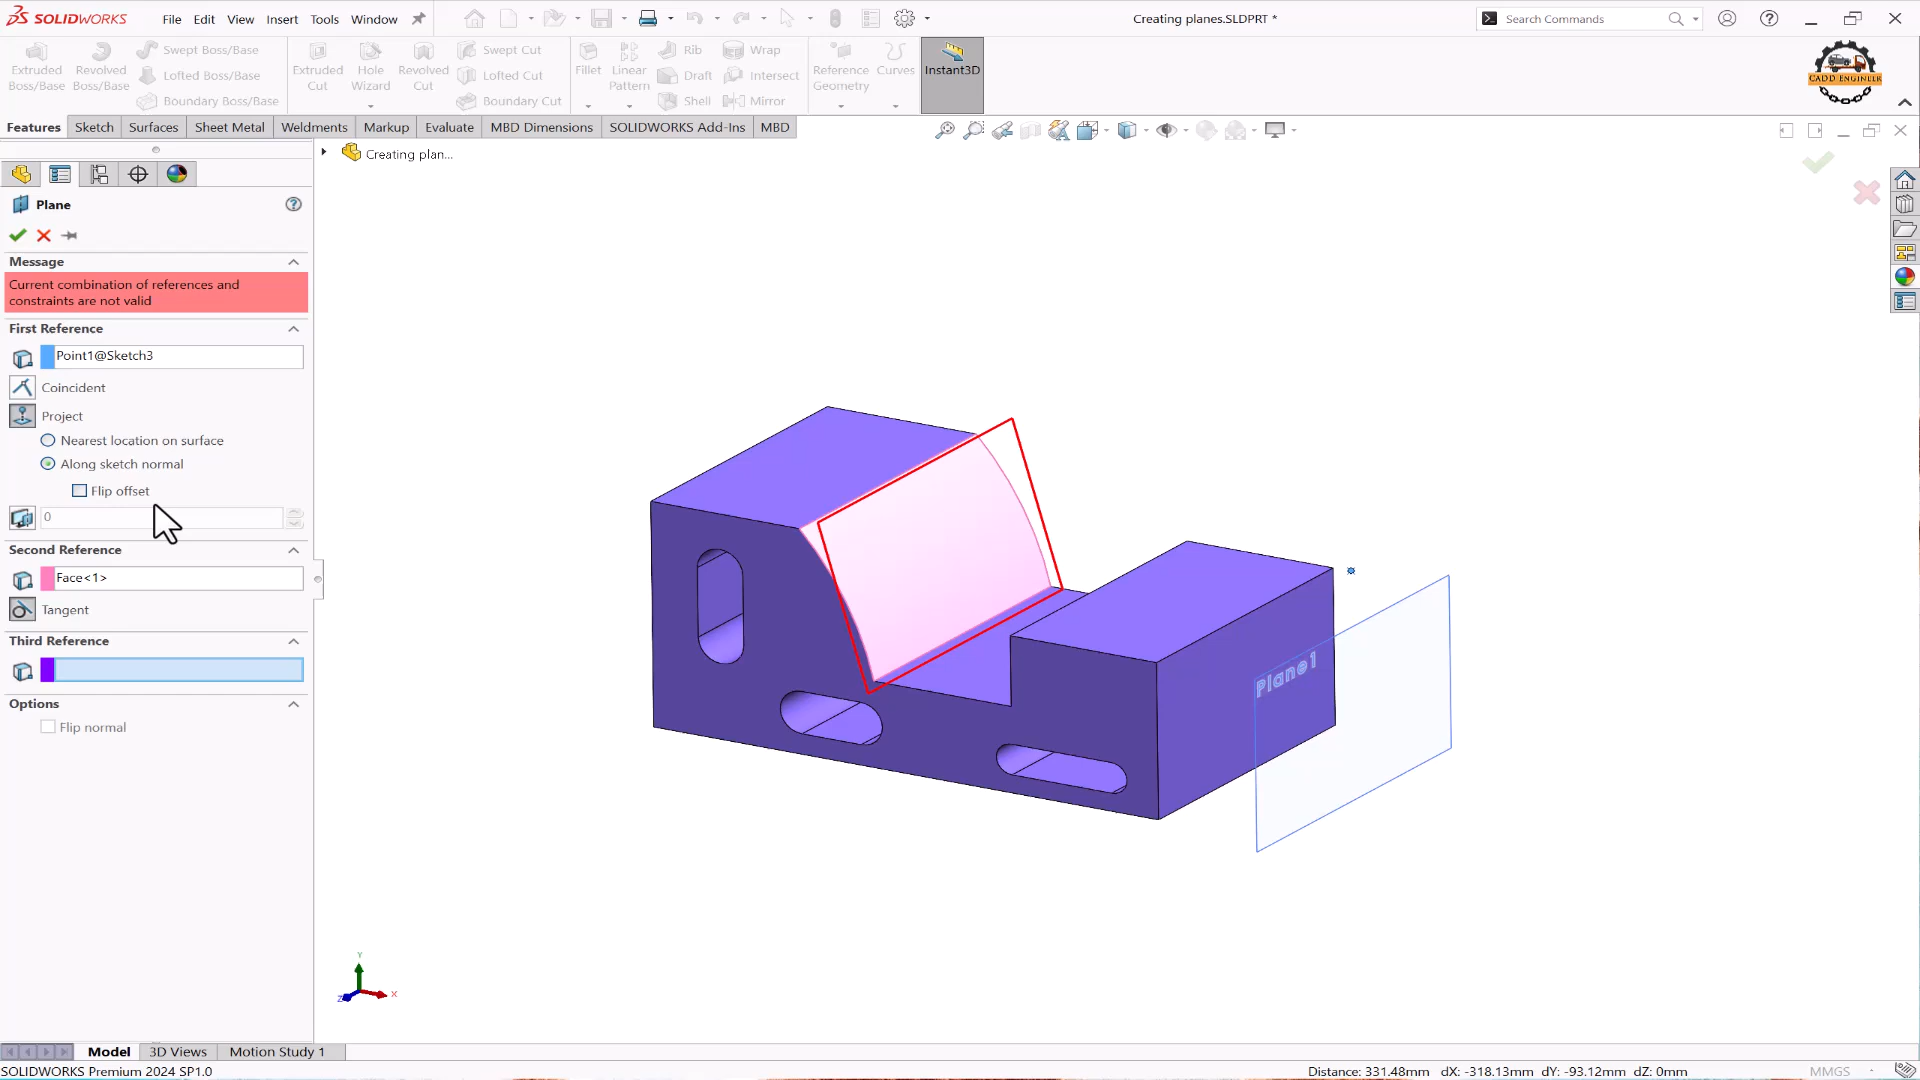 SOLIDWORKS File Edit View Insert Tools Window Creating planes.SLDPRT * Search Commands
Extruded Boss/Base
Revolved Boss/Base
Swept Boss/Base
Lofted Boss/Base
Boundary Boss/Base
Extruded Cut
Hole Wizard
Revolved Cut
Swept Cut
Lofted Cut
Boundary Cut
Fillet
Linear Pattern
Rib
Draft
Shell
Wrap
Intersect
Mirror
Reference Geometry
Curves
Instant3D
CADD ENGINEER
Features Sketch Surfaces Sheet Metal Weldments Markup Evaluate MBD Dimensions SOLIDWORKS Add-Ins MBD
Creating plan...
Plane
Message
Current combination of references and
constraints are not valid
First Reference
Point1@Sketch3
Coincident
Project
Nearest location on surface
Along sketch normal
Flip offset
0
Second Reference
Face<1>
Tangent
Third Reference
Options
Flip normal
Plane1
Y
Z
X
Model 3D Views Motion Study 1
SOLIDWORKS Premium 2024 SP1.0 Distance: 331.48mm dX: -318.13mm dY: -93.12mm dZ: 0mm MMGS